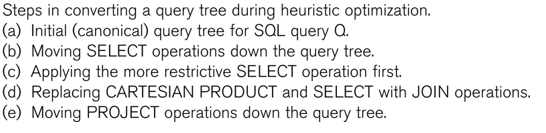 Steps in converting a query tree during heuristic optimization.
(a) Initial (canonical) query tree for SQL query Q.
(b) Moving SELECT operations down the query tree.
(c) Applying the more restrictive SELECT operation first.
(d) Replacing CARTESIAN PRODUCT and SELECT with JOIN operations.
(e) Moving PROJECT operations down the query tree.